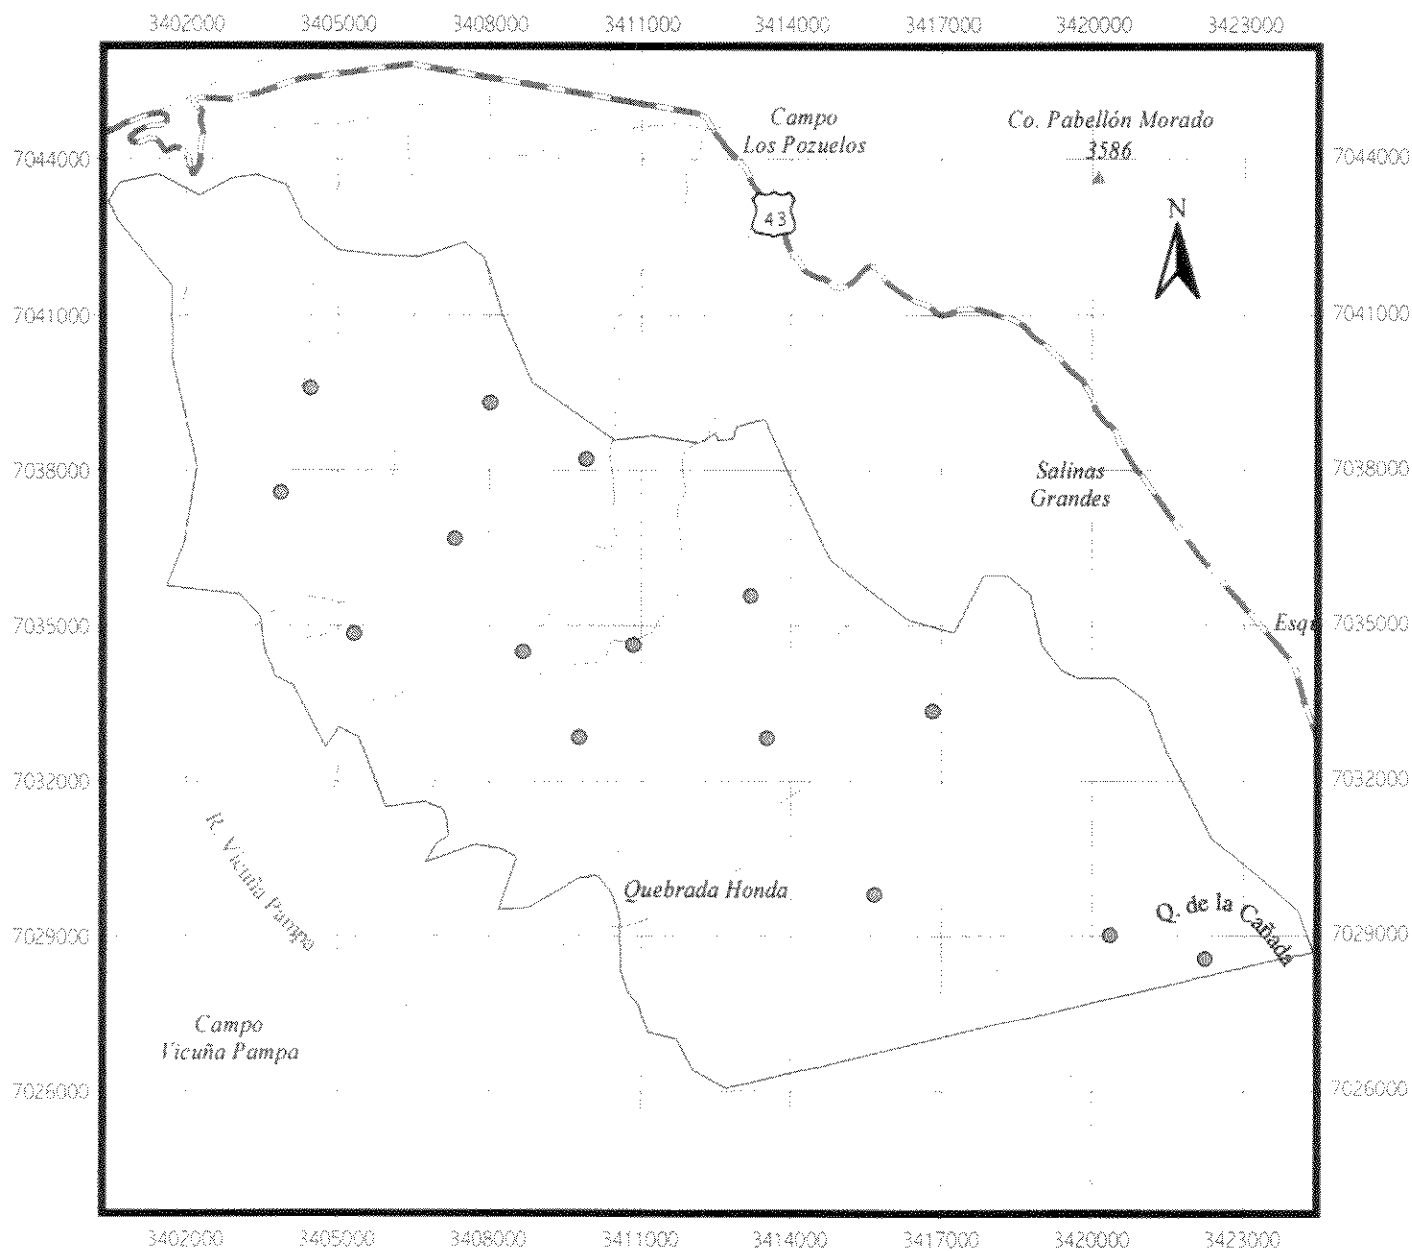 3402000 3405000 3408000 3411000 3414000 3417000 3420000 3423000
Campo
Los Pozuelos
Co. Pabellón Morado
3586
7044000 7044000
N
43
7041000 7041000
Salinas
Grandes
7038000 7038000
Esqu
7035000 7035000
7032000 7032000
R. Vicuña Pampo
Quebrada Honda
Q. de la Cañada
7029000 7029000
Campo
Vicuña Pampa
7026000 7026000
3402000 3405000 3408000 3411000 3414000 3417000 3420000 3423000